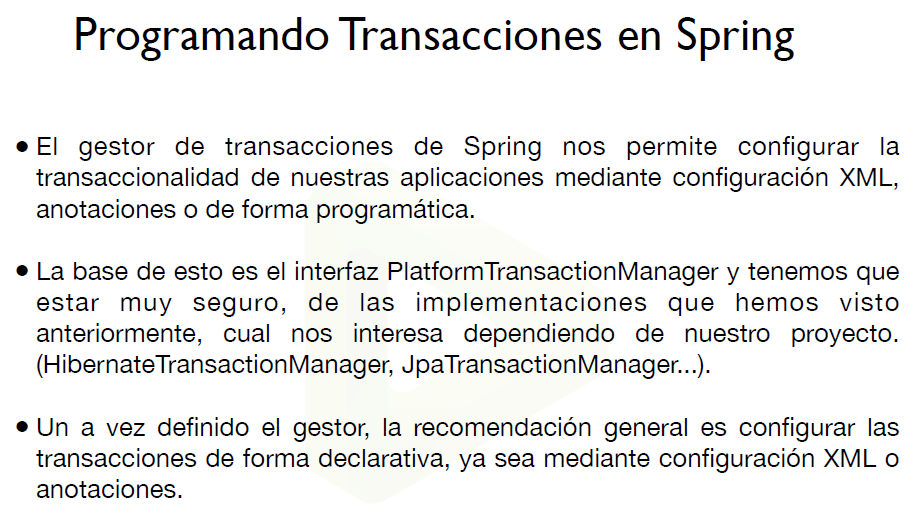 Programando Transacciones en Spring
● El gestor de transacciones de Spring nos permite configurar la
transaccionalidad de nuestras aplicaciones mediante configuración XML,
anotaciones o de forma programática.
● La base de esto es el interfaz PlatformTransactionManager y tenemos que
estar muy seguro, de las implementaciones que hemos visto
anteriormente, cual nos interesa dependiendo de nuestro proyecto.
(HibernateTransactionManager, JpaTransactionManager...).
● Un a vez definido el gestor, la recomendación general es configurar las
transacciones de forma declarativa, ya sea mediante configuración XML o
anotaciones.